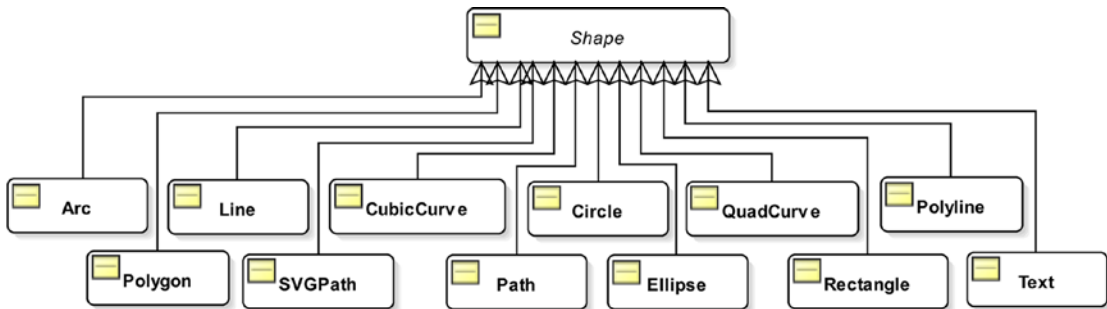 Shape
Arc
Line
CubicCurve
Circle
QuadCurve
Polyline
Polygon
SVGPath
Path
Ellipse
Rectangle
Text